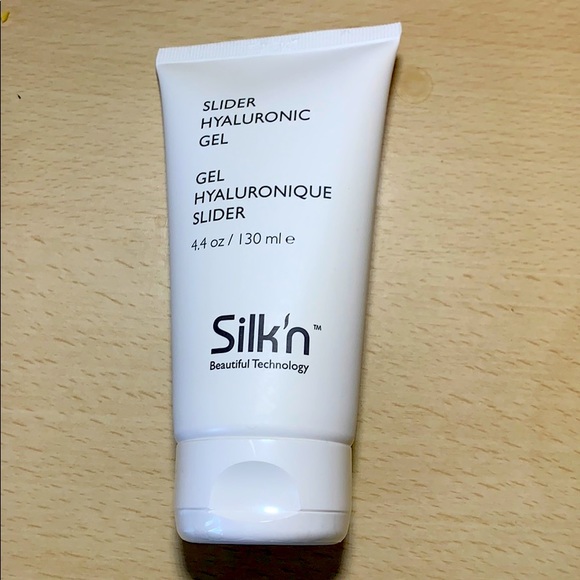 SLIDER
HYALURONIC
GEL
GEL
HYALURONIQUE
SLIDER
4.4 oz / 130 ml ℮
Silk'n™
Beautiful Technology